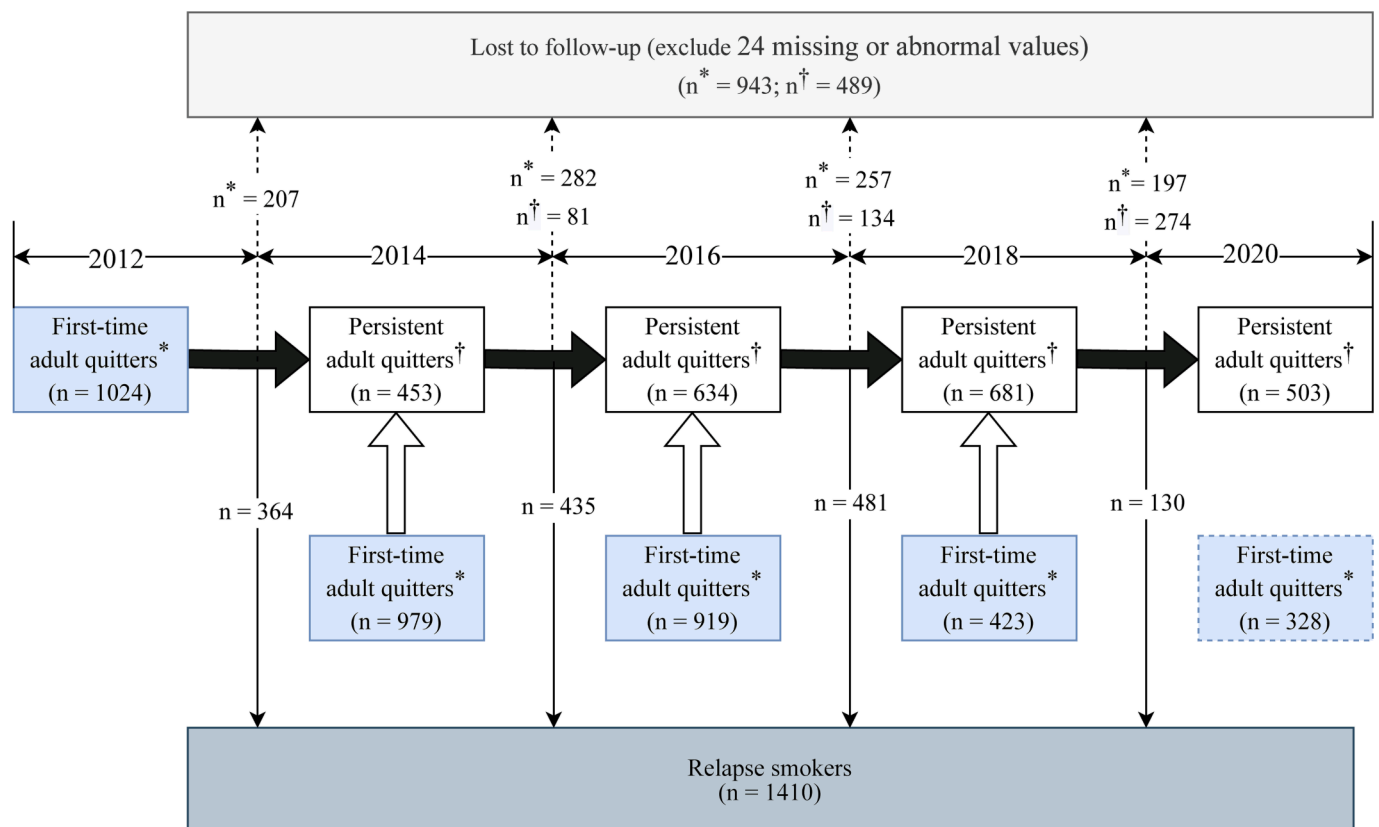 Lost to follow-up (exclude 24 missing or abnormal values)
(n* = 943; n† = 489)
n* = 207
n* = 282
n† = 81
n* = 257
n† = 134
n* = 197
n† = 274
2012
2014
2016
2018
2020
First-time
adult quitters*
(n = 1024)
Persistent
adult quitters†
(n = 453)
Persistent
adult quitters†
(n = 634)
Persistent
adult quitters†
(n = 681)
Persistent
adult quitters†
(n = 503)
n = 364
n = 435
n = 481
n = 130
First-time
adult quitters*
(n = 979)
First-time
adult quitters*
(n = 919)
First-time
adult quitters*
(n = 423)
First-time
adult quitters*
(n = 328)
Relapse smokers
(n = 1410)